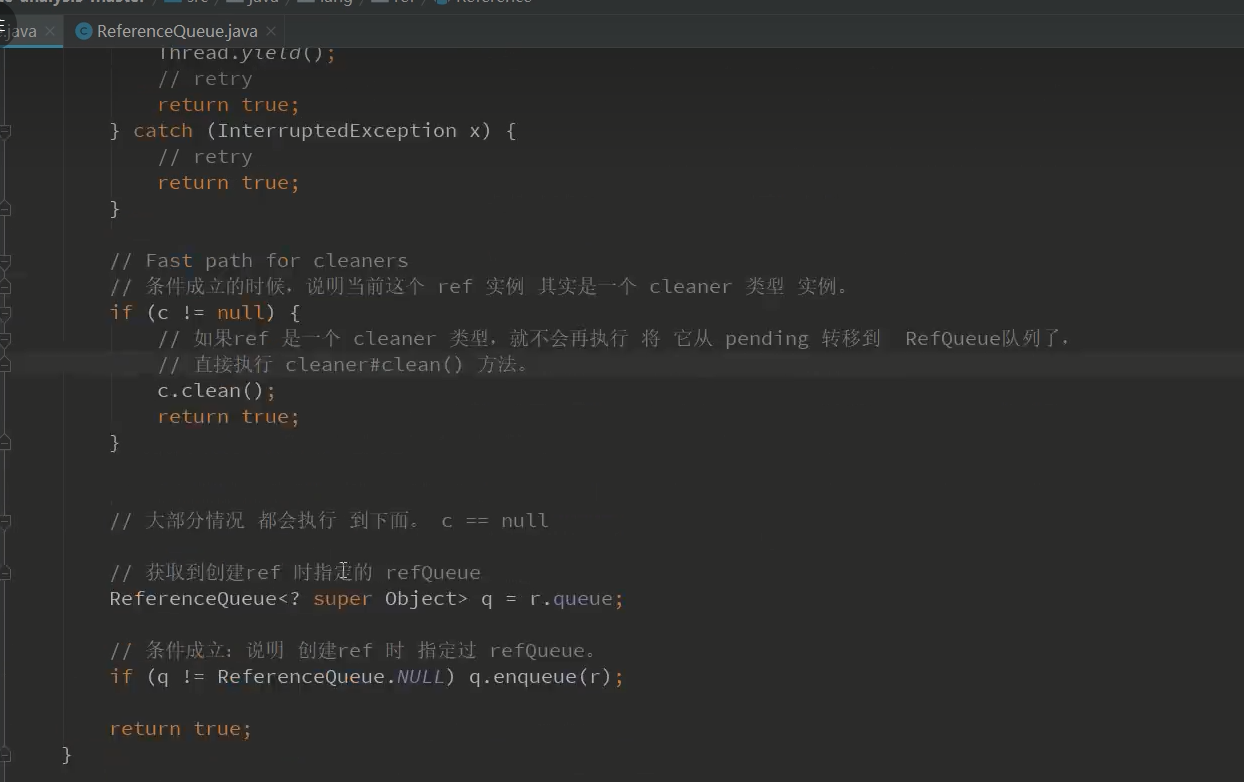 src java lang ref Reference
.java × ReferenceQueue.java ×
Thread.yield();
// retry
return true;
} catch (InterruptedException x) {
// retry
return true;
}
// Fast path for cleaners
// 条件成立的时候，说明当前这个 ref 实例 其实是一个 cleaner 类型 实例。
if (c != null) {
// 如果ref 是一个 cleaner 类型，就不会再执行 将 它从 pending 转移到 RefQueue队列了，
// 直接执行 cleaner#clean() 方法。
c.clean();
return true;
}
// 大部分情况 都会执行 到下面。 c == null
// 获取到创建ref 时指定的 refQueue
ReferenceQueue<? super Object> q = r.queue;
// 条件成立：说明 创建ref 时 指定过 refQueue。
if (q != ReferenceQueue.NULL) q.enqueue(r);
return true;
}